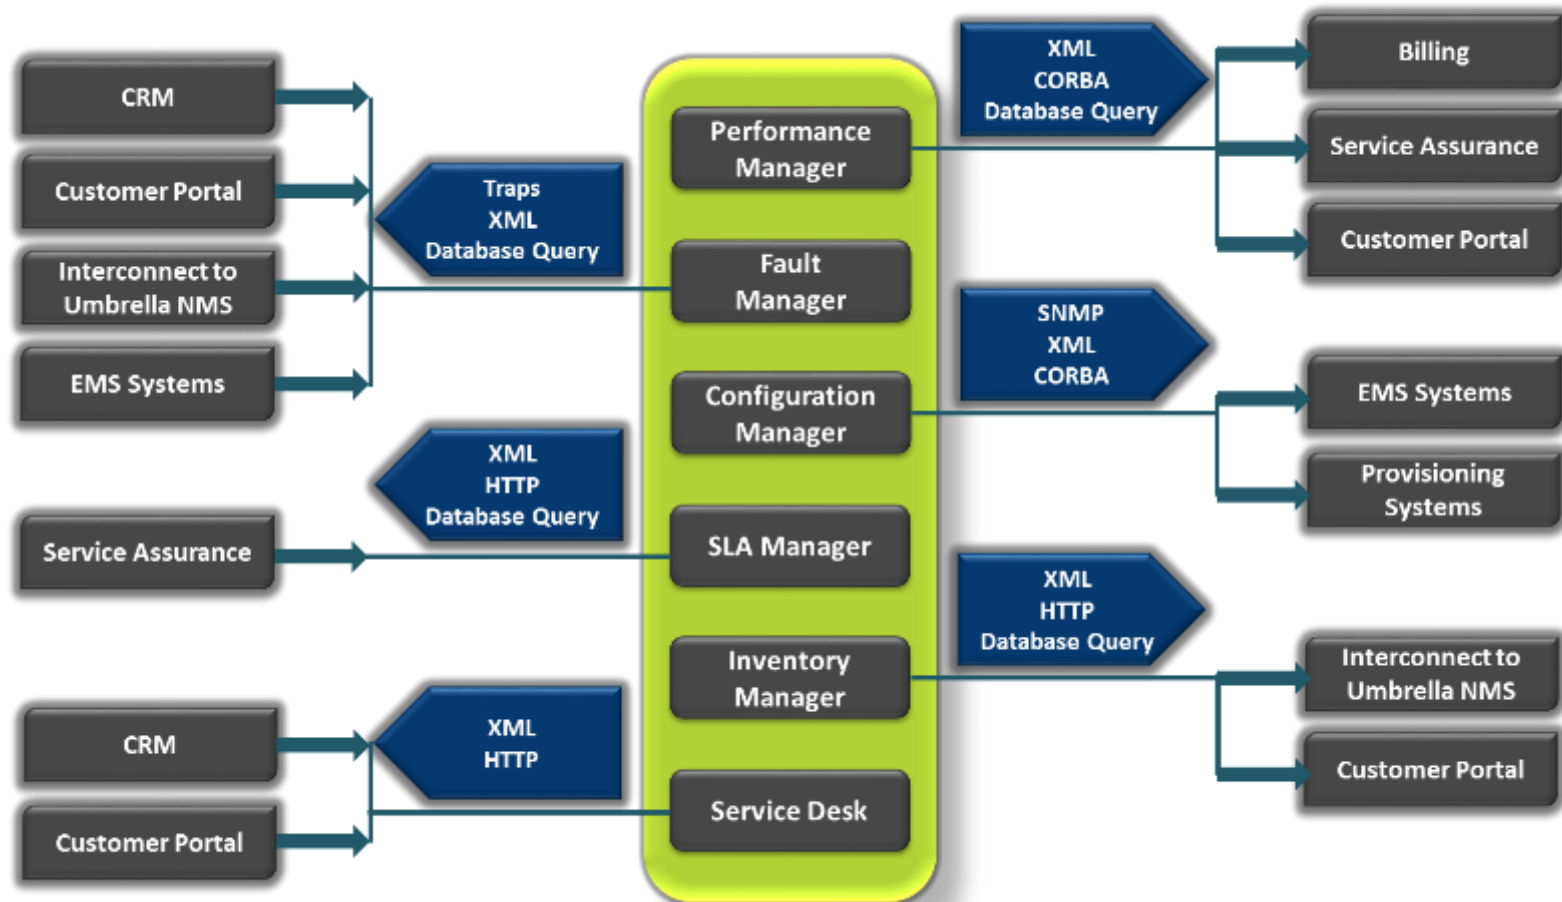 CRM
Customer Portal
Interconnect to
Umbrella NMS
EMS Systems
Traps
XML
Database Query
Service Assurance
XML
HTTP
Database Query
CRM
Customer Portal
XML
HTTP
Performance
Manager
Fault
Manager
Configuration
Manager
SLA Manager
Inventory
Manager
Service Desk
XML
CORBA
Database Query
Billing
Service Assurance
Customer Portal
SNMP
XML
CORBA
EMS Systems
Provisioning
Systems
XML
HTTP
Database Query
Interconnect to
Umbrella NMS
Customer Portal